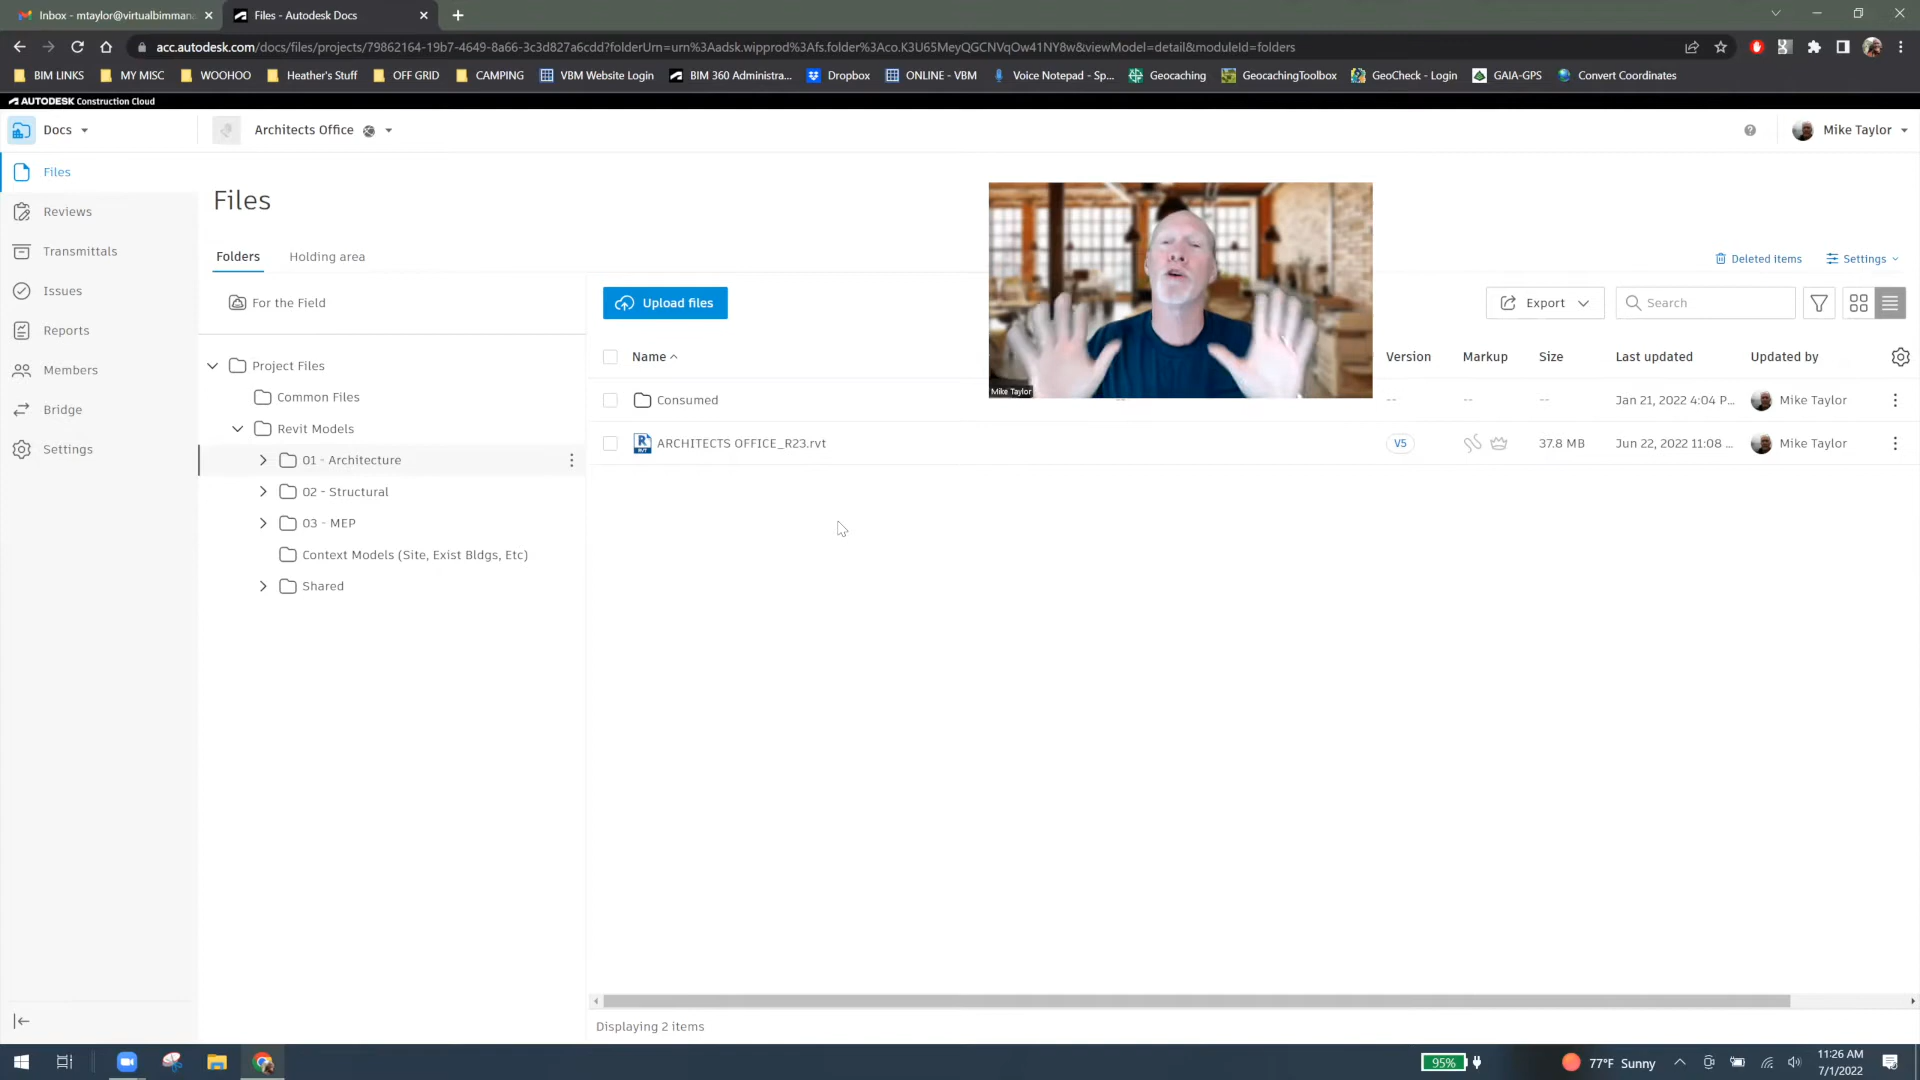 Inbox - mtaylor@virtualbimmana
Files - Autodesk Docs
acc.autodesk.com/docs/files/projects/79862164-19b7-4649-8a66-3c3d827a6cdd?folderUrn=urn%3Aadsk.wipprod%3Afs.folder%3Aco.K3U65MeyQGCNVqOw41NY8w&viewModel=detail&moduleId=folders
BIM LINKS MY MISC WOOHOO Heather's Stuff OFF GRID CAMPING VBM Website Login BIM 360 Administra... Dropbox ONLINE - VBM Voice Notepad - Sp... Geocaching GeocachingToolbox GeoCheck - Login GAIA-GPS Convert Coordinates
AUTODESK Construction Cloud
Docs Architects Office Mike Taylor
Files
Reviews
Transmittals
Issues
Reports
Members
Bridge
Settings
Files
Folders Holding area
Deleted items Settings
For the Field
Project Files
Common Files
Revit Models
01 - Architecture
02 - Structural
03 - MEP
Context Models (Site, Exist Bldgs, Etc)
Shared
Upload files Export Search
Name Version Markup Size Last updated Updated by
Consumed -- -- -- -- Jan 21, 2022 4:04 P... Mike Taylor
ARCHITECTS OFFICE_R23.rvt V5 37.8 MB Jun 22, 2022 11:08 ... Mike Taylor
Mike Taylor
Displaying 2 items
95% 77°F Sunny 11:26 AM
7/1/2022